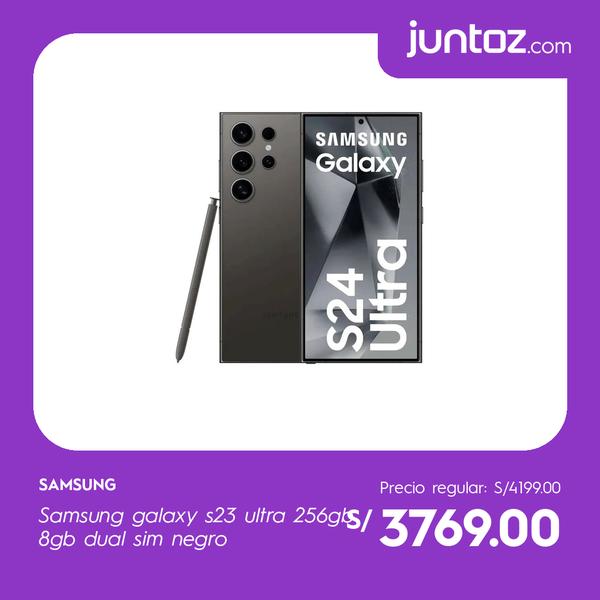 juntoz.com
SAMSUNG
Galaxy
S24
Ultra
SAMSUNG
Samsung galaxy s23 ultra 256gb
8gb dual sim negro
Precio regular: S/4199.00
S/ 3769.00